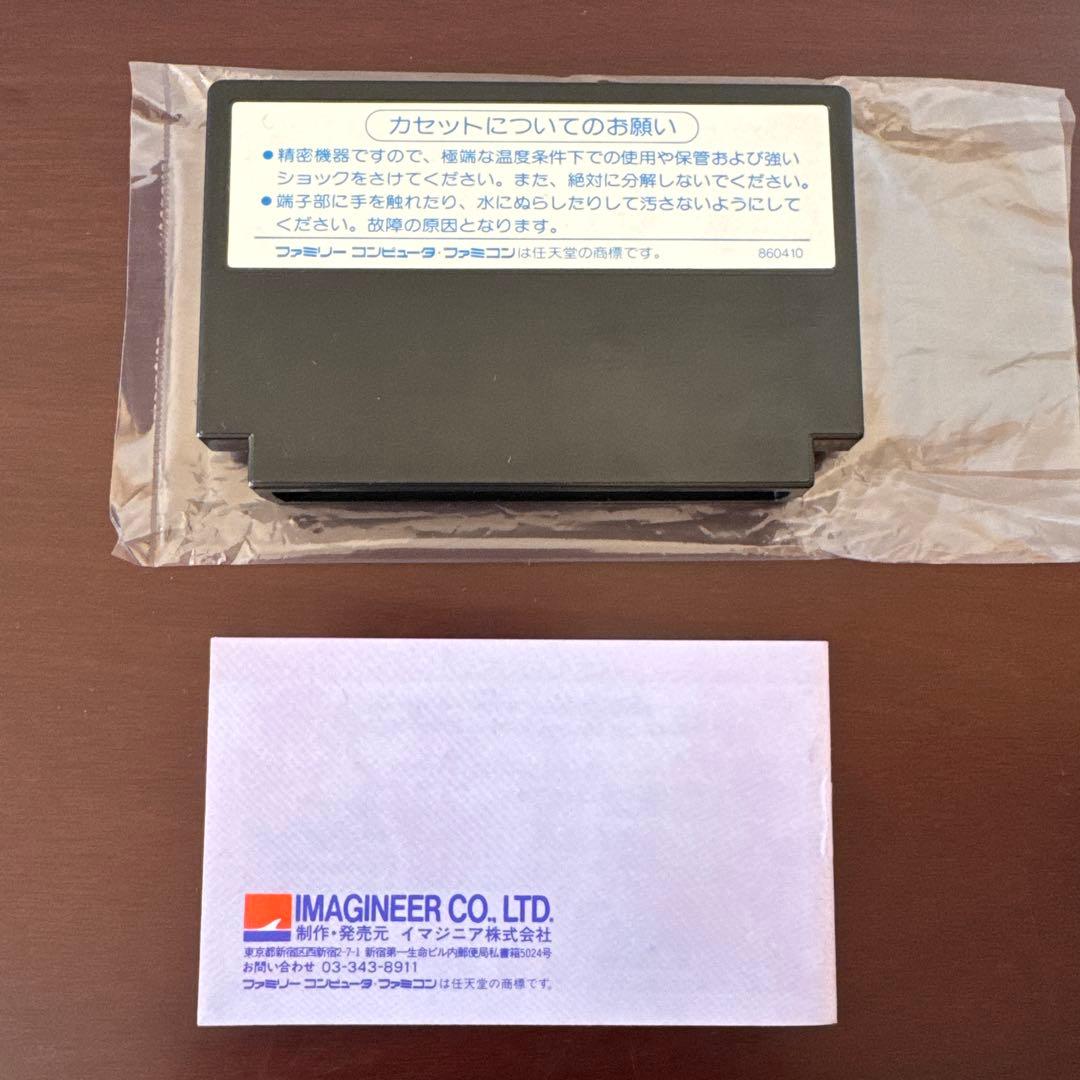 カセットについてのお願い
●精密機器ですので、極端な温度条件下での使用や保管および強い
ショックをさけてください。また、絶対に分解しないでください。
●端子部に手を触れたり、水にぬらしたりして汚さないようにして
ください。故障の原因となります。
ファミリーコンピュータ・ファミコンは任天堂の商標です。 860410
IMAGINEER CO., LTD.
制作・発売元 イマジニア株式会社
東京都新宿区西新宿2-7-1 新宿第一生命ビル内郵便局私書箱5024号
お問い合わせ 03-343-8911
ファミリーコンピュータ・ファミコンは任天堂の商標です。